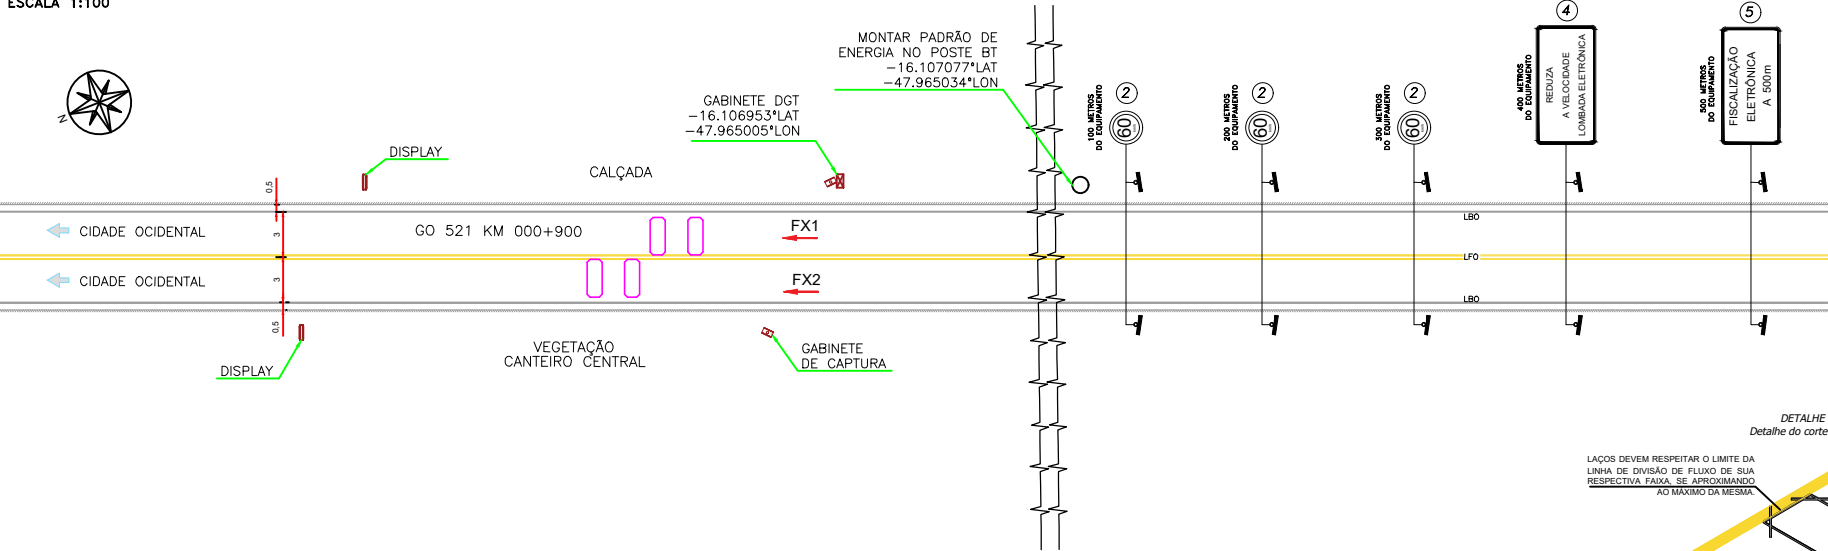 ESCALA 1:100
N
MONTAR PADRÃO DE
ENERGIA NO POSTE BT
-16.107077°LAT
-47.965034°LON
GABINETE DGT
-16.106953°LAT
-47.965005°LON
DISPLAY
CALÇADA
100 METROS
DO EQUIPAMENTO
2
60
200 METROS
DO EQUIPAMENTO
2
60
300 METROS
DO EQUIPAMENTO
2
60
400 METROS
DO EQUIPAMENTO
4
REDUZA
A VELOCIDADE
LOMBADA ELETRÔNICA
500 METROS
DO EQUIPAMENTO
5
FISCALIZAÇÃO
ELETRÔNICA
A 500m
0,5
3
3
0,5
CIDADE OCIDENTAL
GO 521 KM 000+900
FX1
LBO
LFO
CIDADE OCIDENTAL
FX2
LBO
DISPLAY
VEGETAÇÃO
CANTEIRO CENTRAL
GABINETE
DE CAPTURA
DETALHE
Detalhe do corte
LAÇOS DEVEM RESPEITAR O LIMITE DA
LINHA DE DIVISÃO DE FLUXO DE SUA
RESPECTIVA FAIXA, SE APROXIMANDO
AO MÁXIMO DA MESMA.